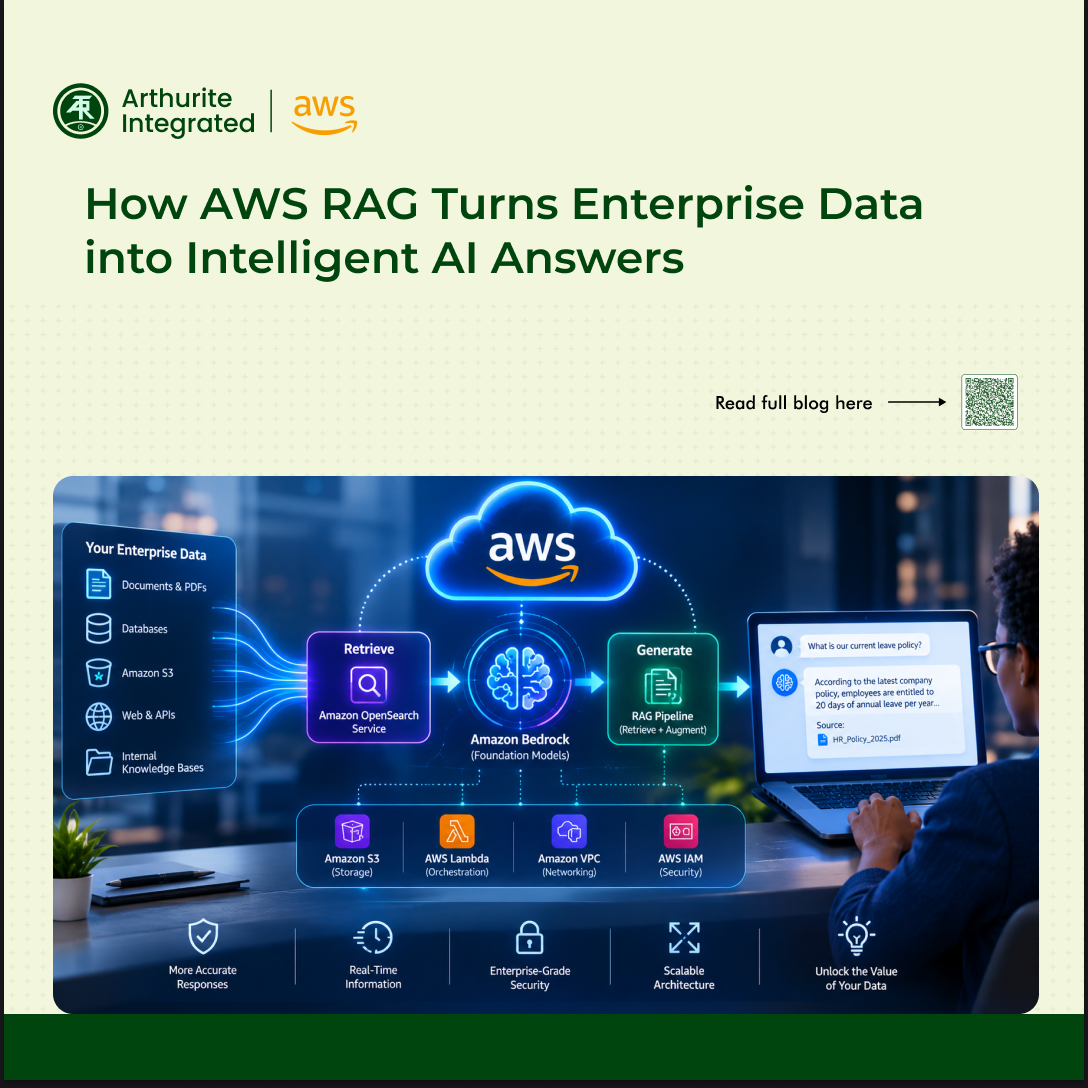 Arthurite
Integrated
aws
How AWS RAG Turns Enterprise Data
into Intelligent AI Answers
Read full blog here
aws
Your Enterprise Data
Documents & PDFs
Databases
Amazon S3
Web & APIs
Internal
Knowledge Bases
Retrieve
Amazon OpenSearch
Service
Amazon Bedrock
(Foundation Models)
Generate
RAG Pipeline
(Retrieve + Augment)
What is our current leave policy?
According to the latest company
policy, employees are entitled to
20 days of annual leave per year...
Source:
HR_Policy_2025.pdf
Amazon S3
(Storage)
AWS Lambda
(Orchestration)
Amazon VPC
(Networking)
AWS IAM
(Security)
More Accurate
Responses
Real-Time
Information
Enterprise-Grade
Security
Scalable
Architecture
Unlock the Value
of Your Data